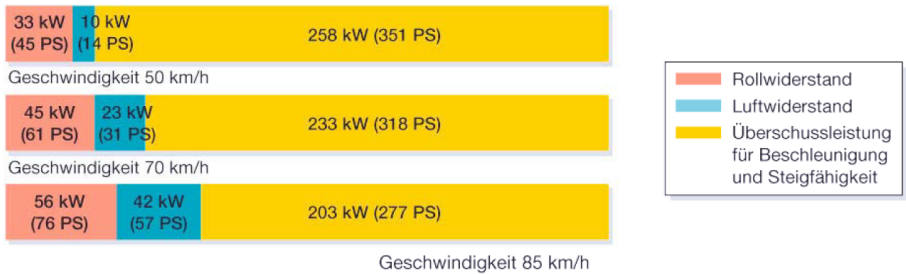 33 kW 10 kW 258 kW (351 PS)
(45 PS) (14 PS)
Geschwindigkeit 50 km/h
45 kW 23 kW 233 kW (318 PS)
(61 PS) (31 PS)
Geschwindigkeit 70 km/h
56 kW 42 kW 203 kW (277 PS)
(76 PS) (57 PS)
Geschwindigkeit 85 km/h
Rollwiderstand
Luftwiderstand
Überschussleistung
für Beschleunigung
und Steigfähigkeit